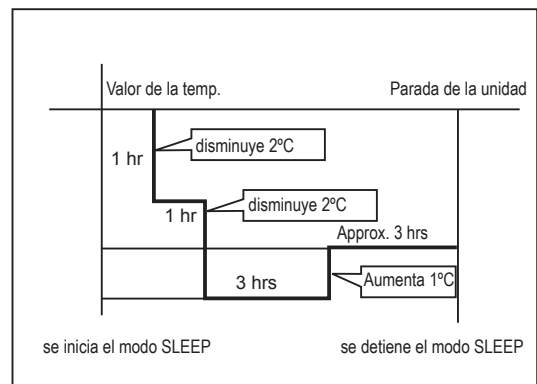 Valor de la temp.
Parada de la unidad
disminuye 2ºC
1 hr
1 hr
disminuye 2ºC
Approx. 3 hrs
3 hrs
Aumenta 1ºC
se inicia el modo SLEEP
se detiene el modo SLEEP